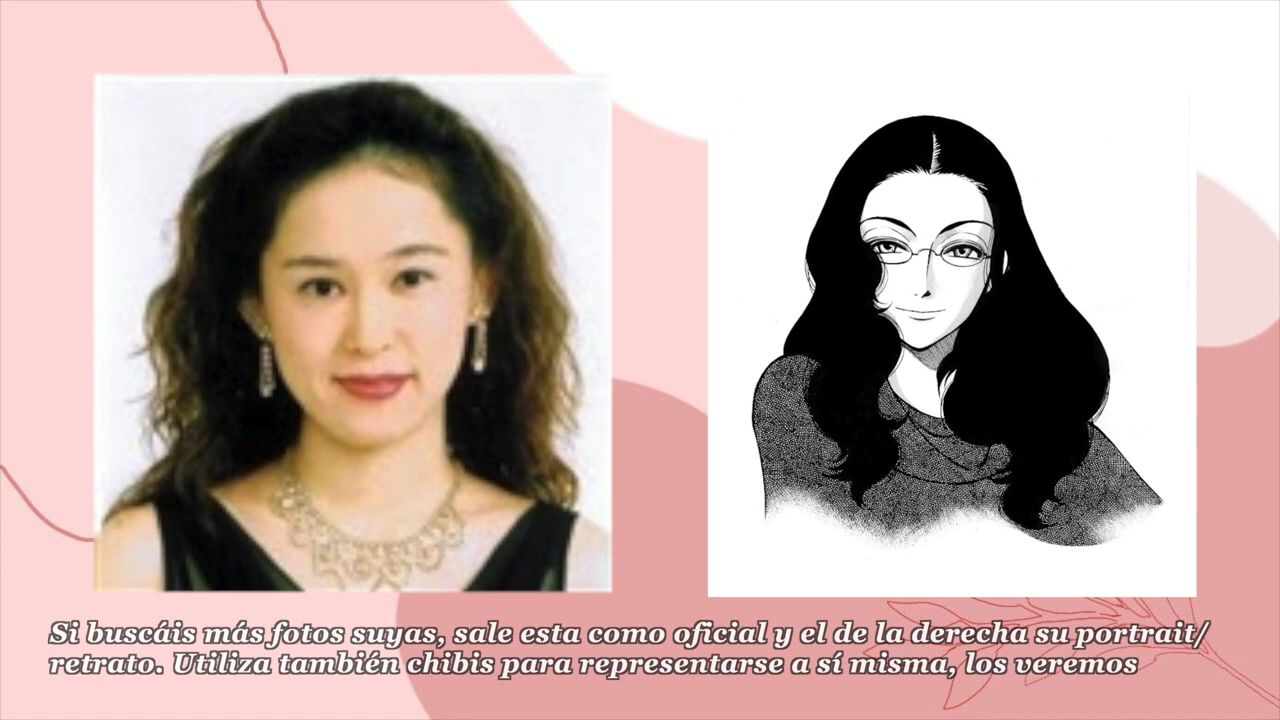 Si buscáis más fotos suyas, sale esta como oficial y el de la derecha su portrait/
retrato. Utiliza también chibis para representarse a sí misma, los veremos